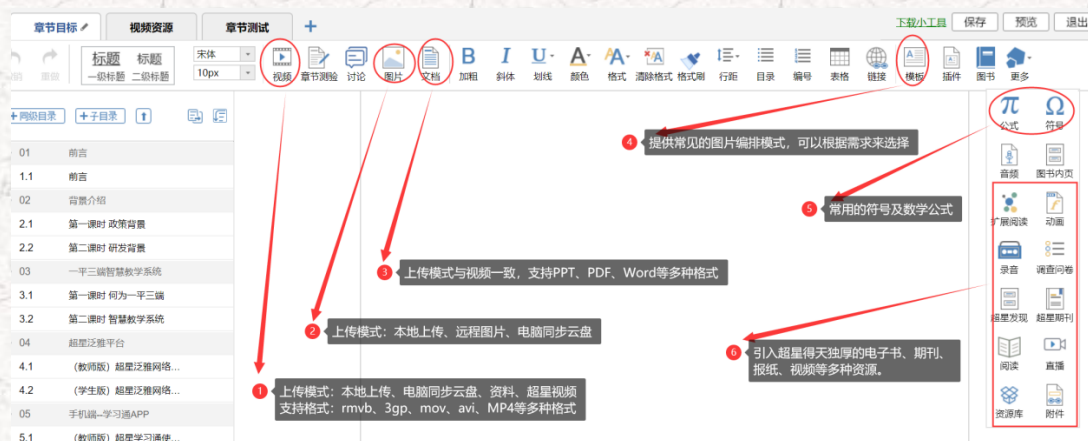 章节目标
视频资源
章节测试
+
下载小工具
保存
预览
退出
重做
标题 标题
一级标题 二级标题
宋体
10px
视频
章节测验
讨论
图片
文档
B
加粗
I
斜体
U
划线
A
颜色
格式
清除格式
格式刷
行距
目录
编号
表格
链接
模板
插件
图书
更多
+同级目录
+子目录
π
公式
Ω
符号
音频
图书内页
扩展阅读
动画
录音
调查问卷
超星发现
超星期刊
阅读
直播
资源库
附件
01 前言
1.1 前言
02 背景介绍
2.1 第一课时 政策背景
2.2 第二课时 研发背景
03 一平三端智慧教学系统
3.1 第一课时 何为一平三端
3.2 第二课时 智慧教学系统
04 超星泛雅平台
4.1 (教师版)超星泛雅网络...
4.2 (学生版)超星泛雅网络...
05 手机端--学习通APP
5.1 (教师版)超星学习通使...
4 提供常见的图片编排模式，可以根据需求来选择
5 常用的符号及数学公式
3 上传模式与视频一致，支持PPT、PDF、Word等多种格式
2 上传模式：本地上传、远程图片、电脑同步云盘
6 引入超星得天独厚的电子书、期刊、
报纸、视频等多种资源。
1 上传模式：本地上传、电脑同步云盘、资料、超星视频
支持格式：rmvb、3gp、mov、avi、MP4等多种格式